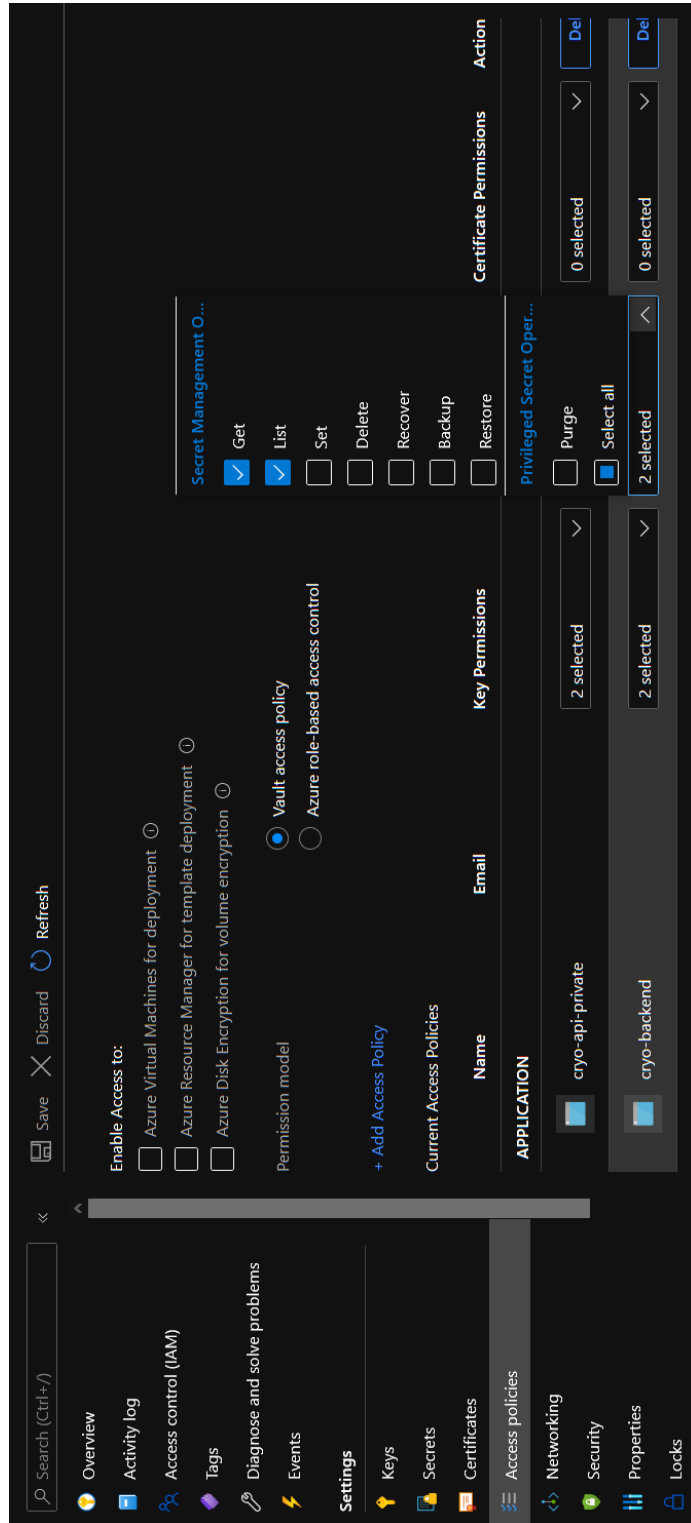 Search (Ctrl+/)
«
Overview
Activity log
Access control (IAM)
Tags
Diagnose and solve problems
Events
Settings
Keys
Secrets
Certificates
Access policies
Networking
Security
Properties
Locks
Save Discard Refresh
Enable Access to:
Azure Virtual Machines for deployment
Azure Resource Manager for template deployment
Azure Disk Encryption for volume encryption
Permission model
Vault access policy
Azure role-based access control
+ Add Access Policy
Current Access Policies
Name Email Key Permissions Certificate Permissions Action
APPLICATION
cryo-api-private 2 selected 0 selected Del
cryo-backend 2 selected 2 selected 0 selected Del
Secret Management O...
Get
List
Set
Delete
Recover
Backup
Restore
Privileged Secret Oper...
Purge
Select all